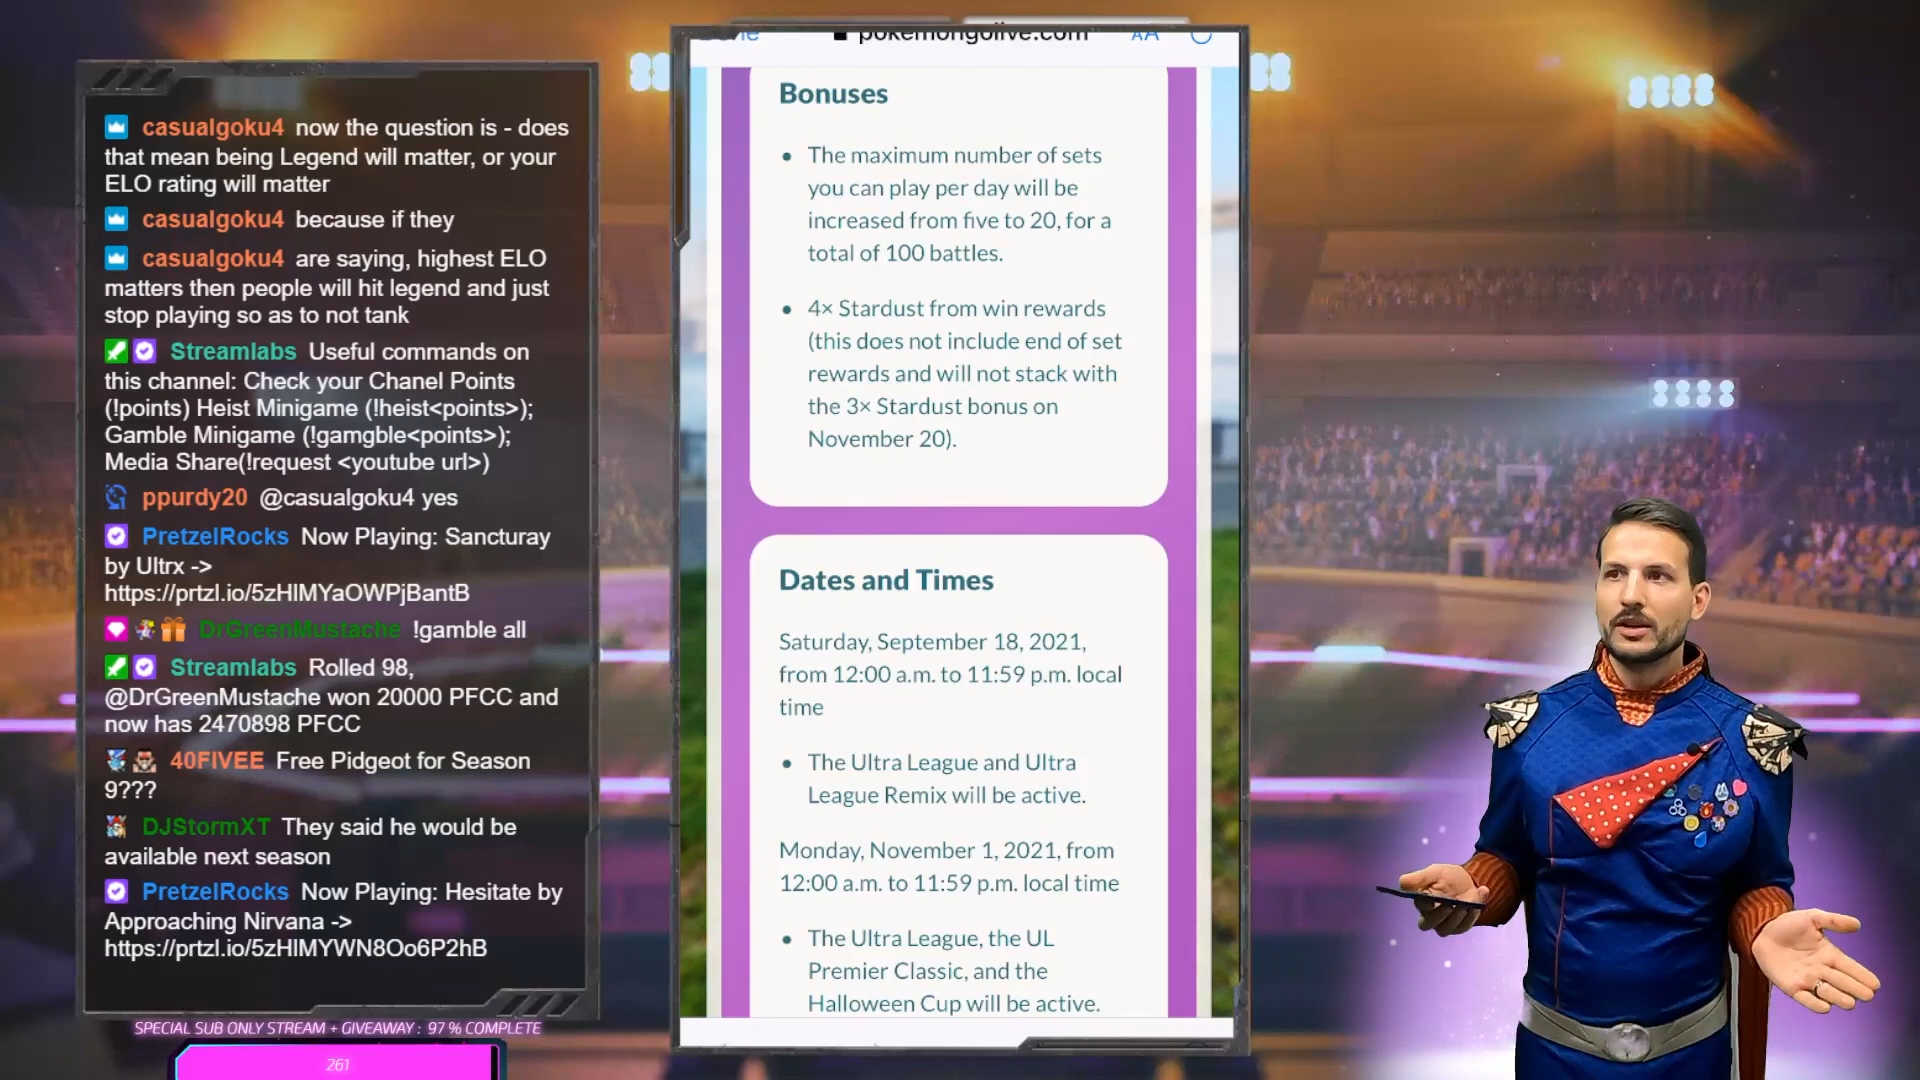 casualgoku4 now the question is - does
that mean being Legend will matter, or your
ELO rating will matter
casualgoku4 because if they
casualgoku4 are saying, highest ELO
matters then people will hit legend and just
stop playing so as to not tank
Streamlabs Useful commands on
this channel: Check your Chanel Points
(!points) Heist Minigame (!heist<points>);
Gamble Minigame (!gamgble<points>);
Media Share(!request <youtube url>)
ppurdy20 @casualgoku4 yes
PretzelRocks Now Playing: Sancturay
by Ultrx ->
https://prtzl.io/5zHlMYaOWPjBantB
DrGreenMustache !gamble all
Streamlabs Rolled 98,
@DrGreenMustache won 20000 PFCC and
now has 2470898 PFCC
40FIVEE Free Pidgeot for Season
9???
DJStormXT They said he would be
available next season
PretzelRocks Now Playing: Hesitate by
Approaching Nirvana ->
https://prtzl.io/5zHlMYWN8Oo6P2hB
SPECIAL SUB ONLY STREAM + GIVEAWAY : 97 % COMPLETE
261
Done pokemongolive.com AA
Bonuses
• The maximum number of sets
you can play per day will be
increased from five to 20, for a
total of 100 battles.
• 4× Stardust from win rewards
(this does not include end of set
rewards and will not stack with
the 3× Stardust bonus on
November 20).
Dates and Times
Saturday, September 18, 2021,
from 12:00 a.m. to 11:59 p.m. local
time
• The Ultra League and Ultra
League Remix will be active.
Monday, November 1, 2021, from
12:00 a.m. to 11:59 p.m. local time
• The Ultra League, the UL
Premier Classic, and the
Halloween Cup will be active.